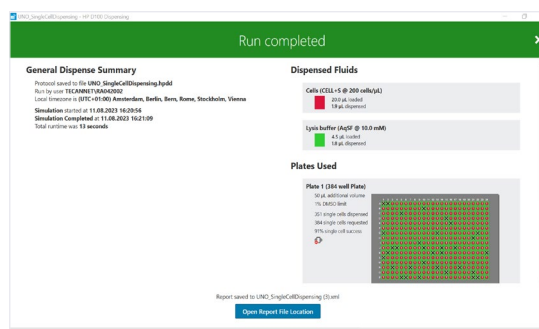 UNO_SingleCellDispensing - HP D300 Dispensing
Run completed
General Dispense Summary
Protocol saved to file UNO_SingleCellDispensing.hpdd
Run by user TECANNET\RA042002
Local timezone is (UTC+01:00) Amsterdam, Berlin, Bern, Rome, Stockholm, Vienna
Simulation started at 11.08.2023 16:20:56
Simulation Completed at 11.08.2023 16:21:09
Total runtime was 13 seconds
Dispensed Fluids
Cells (CELL+S @ 200 cells/µL)
20.0 µL loaded
1.9 µL dispensed
Lysis buffer (AqSF @ 10.0 mM)
4.5 µL loaded
1.8 µL dispensed
Plates Used
Plate 1 (384 well Plate)
50 µL additional volume
1% DMSO limit
351 single cells dispensed
384 single cells requested
91% single cell success
Report saved to UNO_SingleCellDispensing (3).xml
Open Report File Location